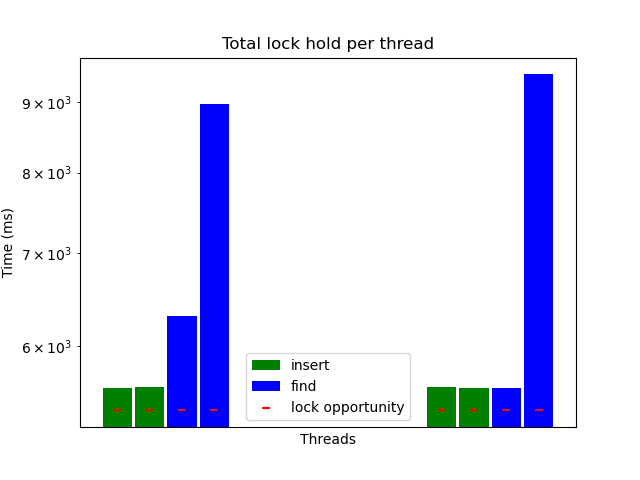 Total lock hold per thread
9 × 10³
8 × 10³
7 × 10³
6 × 10³
Time (ms)
insert
find
lock opportunity
Threads